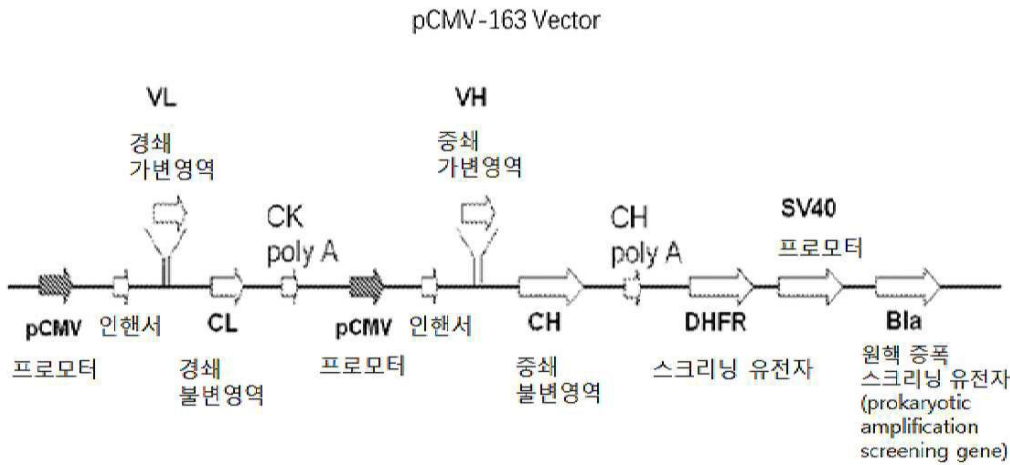 pCMV-163 Vector
VL
경쇄
가변영역
CK
poly A
VH
중쇄
가변영역
CH
poly A
SV40
프로모터
pCMV
프로모터
인핸서
CL
경쇄
불변영역
pCMV
프로모터
인핸서
CH
중쇄
불변영역
DHFR
스크리닝 유전자
Bla
원핵 증폭
스크리닝 유전자
(prokaryotic
amplification
screening gene)